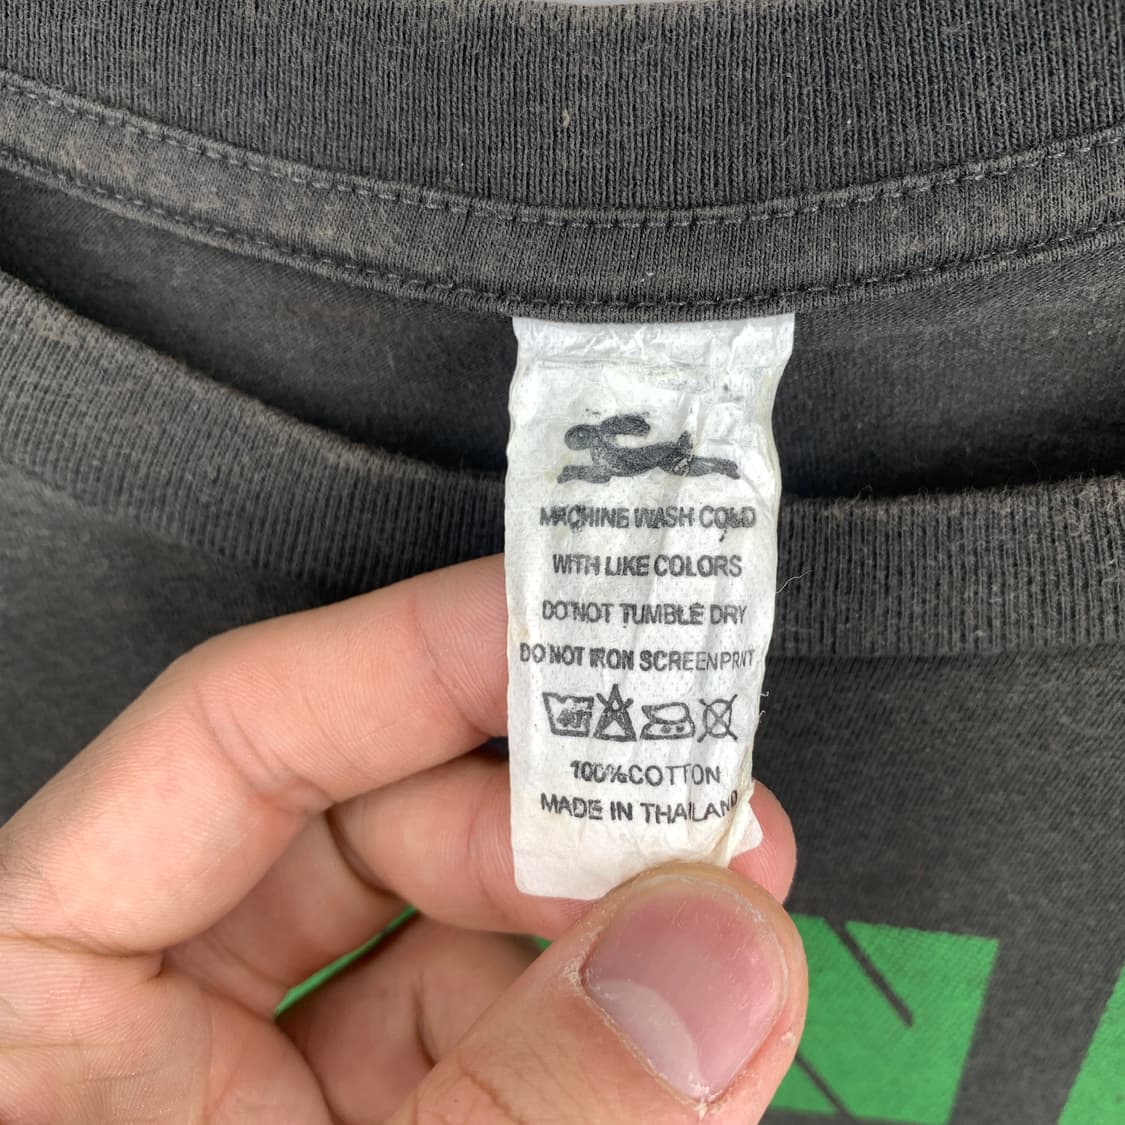 MACHINE WASH COLD
WITH LIKE COLORS
DO NOT TUMBLE DRY
DO NOT IRON SCREENPRINT
40
100%COTTON
MADE IN THAILAND